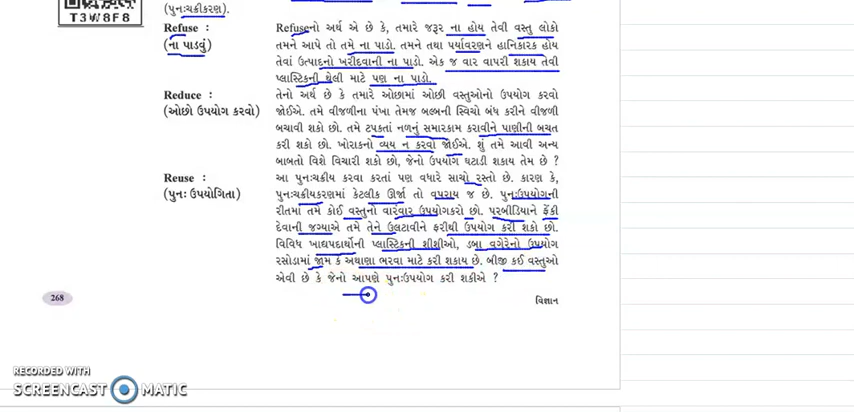 T3W8F8
(પુનઃચક્રીકરણ).
Refuse : Refuseનો અર્થ એ છે કે, તમારે જરૂર ના હોય તેવી વસ્તુ લોકો
(ના પાડવું) તમને આપે તો તમે ના પાડો. તમને તથા પર્યાવરણને હાનિકારક હોય
તેવાં ઉત્પાદનો ખરીદવાની ના પાડો. એક જ વાર વાપરી શકાય તેવી
પ્લાસ્ટિકની થેલી માટે પણ ના પાડો.
Reduce : તેનો અર્થ છે કે તમારે ઓછામાં ઓછી વસ્તુઓનો ઉપયોગ કરવો
(ઓછો ઉપયોગ કરવો) જોઈએ. તમે વીજળીના પંખા તેમજ બલ્બની સ્વિચો બંધ કરીને વીજળી
બચાવી શકો છો. તમે ટપકતાં નળનું સમારકામ કરાવીને પાણીની બચત
કરી શકો છો. ખોરાકનો વ્યય ન કરવો જોઈએ. શું તમે આવી અન્ય
બાબતો વિશે વિચારી શકો છો, જેનો ઉપયોગ ઘટાડી શકાય તેમ છે ?
Reuse : આ પુનઃચક્રીય કરવા કરતાં પણ વધારે સાચો રસ્તો છે. કારણ કે,
(પુનઃ ઉપયોગિતા) પુનઃચક્રીયકરણમાં કેટલીક ઊર્જા તો વપરાય જ છે. પુનઃઉપયોગની
રીતમાં તમે કોઈ વસ્તુનો વારંવાર ઉપયોગકરો છો. પરબીડિયાને ફેંકી
દેવાની જગ્યાએ તમે તેને ઉલટાવીને ફરીથી ઉપયોગ કરી શકો છો.
વિવિધ ખાદ્યપદાર્થોની પ્લાસ્ટિકની શીશીઓ, ડબા વગેરેનો ઉપયોગ
રસોડામાં જામ કે અથાણા ભરવા માટે કરી શકાય છે. બીજી કઈ વસ્તુઓ
એવી છે કે જેનો આપણે પુનઃઉપયોગ કરી શકીએ ?
268 વિજ્ઞાન
RECORDED WITH
SCREENCAST MATIC